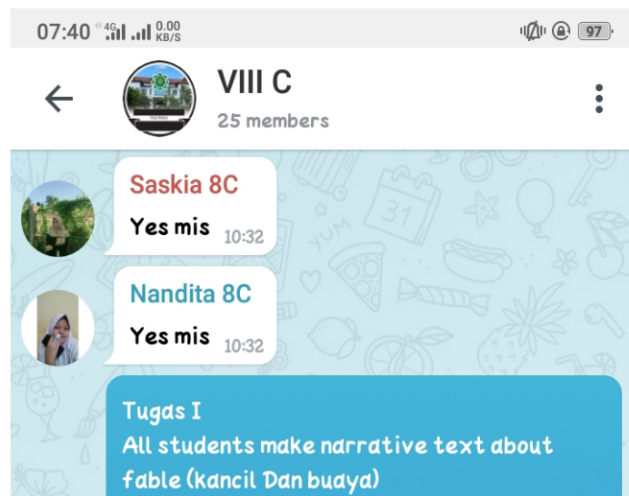 07:40 4G 0.00 KB/S 97
VIII C
25 members
Saskia 8C
Yes mis 10:32
Nandita 8C
Yes mis 10:32
Tugas I
All students make narrative text about
fable (kancil Dan buaya)